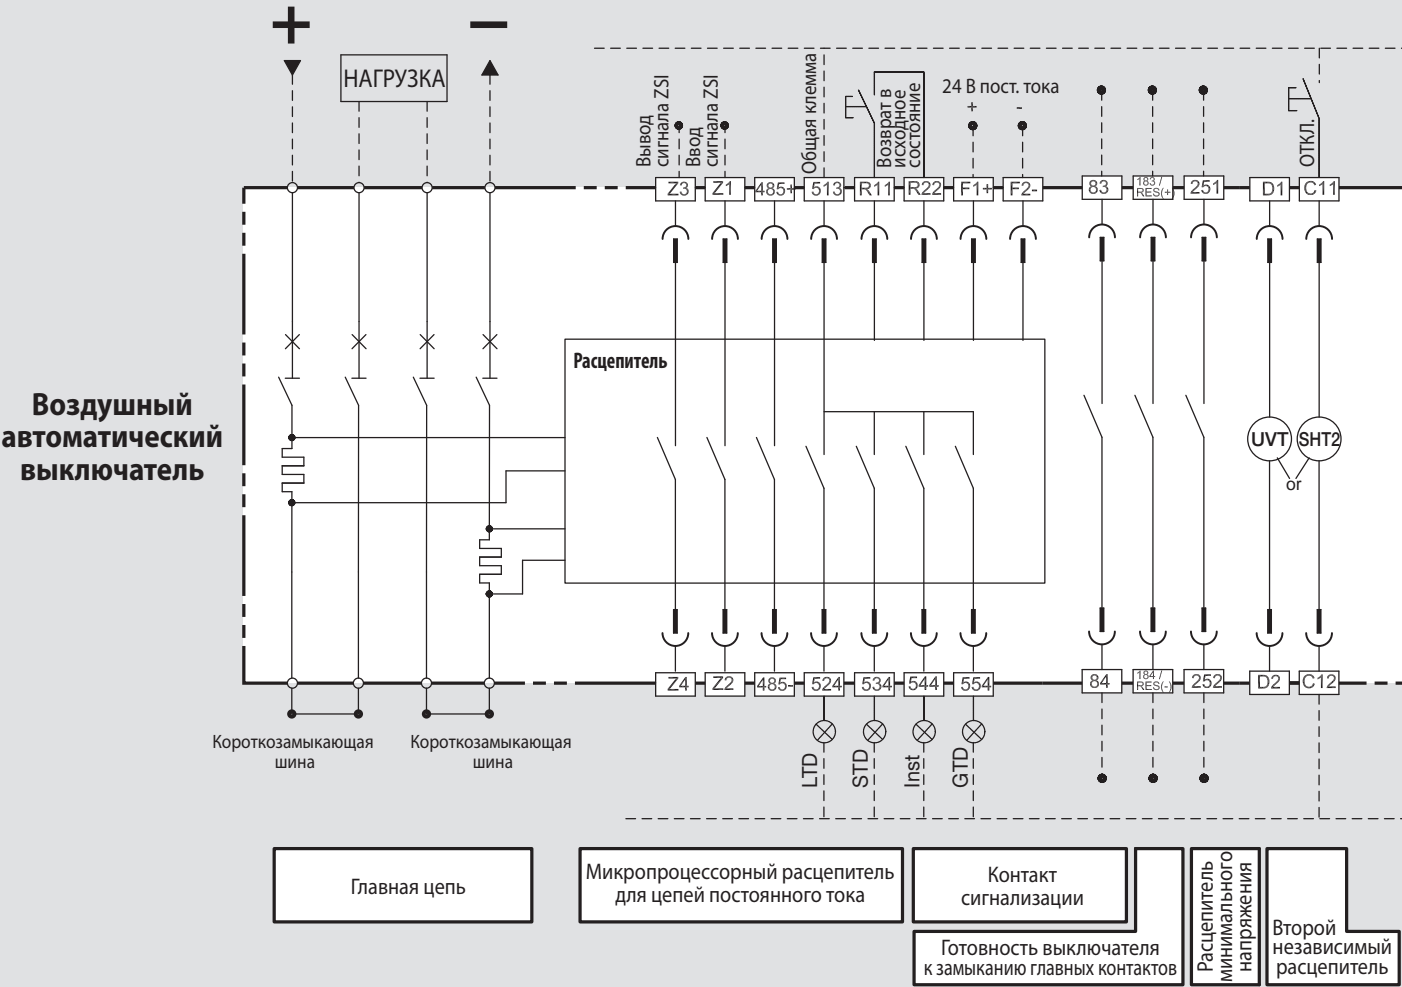 +
−
НАГРУЗКА
Вывод
сигнала ZSI
Ввод
сигнала ZSI
Общая клемма
Возврат в
исходное
состояние
24 В пост. тока
+ -
ОТКЛ.
Z3 Z1 485+ 513 R11 R22 F1+ F2- 83 183 / RES(+) 251 D1 C11
Расцепитель
Воздушный
автоматический
выключатель
UVT SHT2
or
Z4 Z2 485- 524 534 544 554 84 184 / RES(-) 252 D2 C12
Короткозамыкающая
шина
Короткозамыкающая
шина
LTD
STD
Inst
GTD
Главная цепь
Микропроцессорный расцепитель
для цепей постоянного тока
Контакт
сигнализации
Готовность выключателя
к замыканию главных контактов
Расцепитель
минимального
напряжения
Второй
независимый
расцепитель